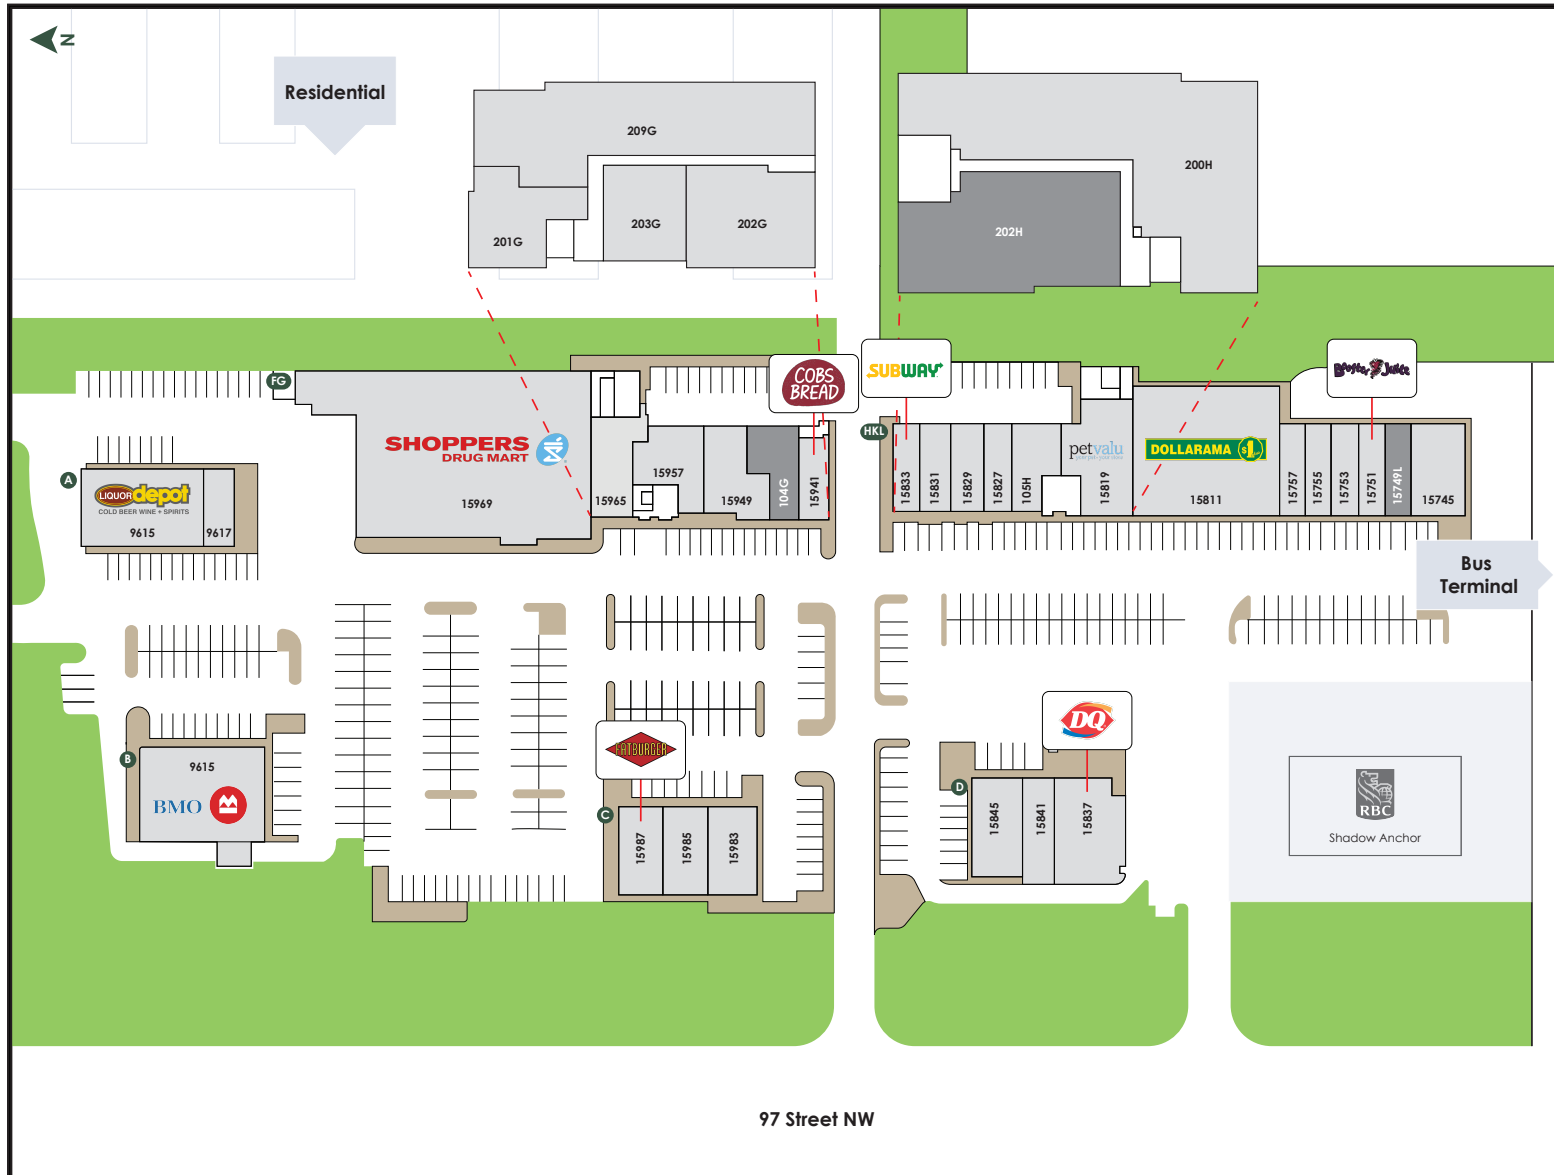 N
Residential
209G
201G
203G
202G
200H
202H
FG
SHOPPERS
DRUG MART
15969
15965
15957
15949
104G
15941
COBS
BREAD
SUBWAY
HKL
15833
15831
15829
15827
105H
petvalu
15819
DOLLARAMA $1
15811
15757
15755
15753
15751
15749L
15745
Booster Juice
A
LIQUOR depot
COLD BEER WINE + SPIRITS
9615
9617
Bus
Terminal
B
9615
BMO
FATBURGER
C
15987
15985
15983
DQ
D
15845
15841
15837
RBC
Shadow Anchor
97 Street NW